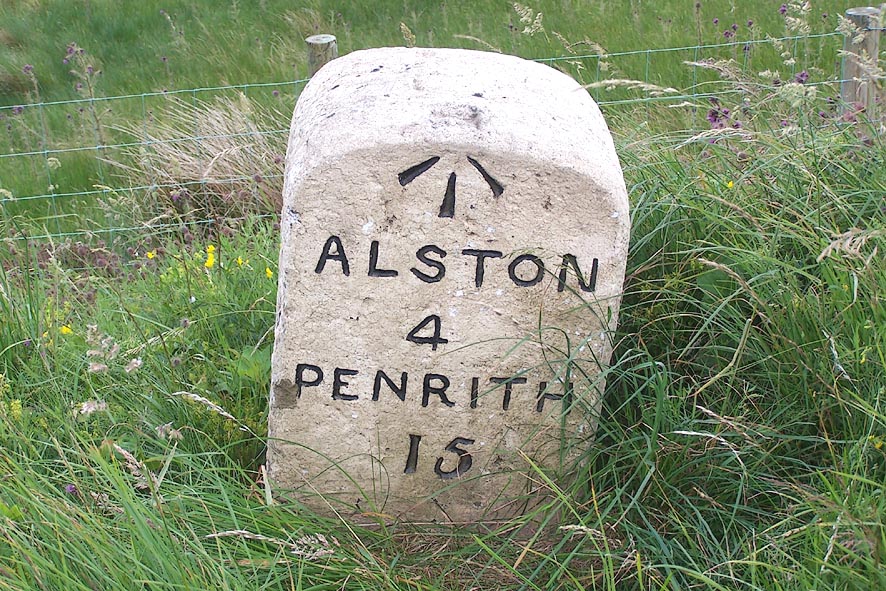 ALSTON
4
PENRITH
15